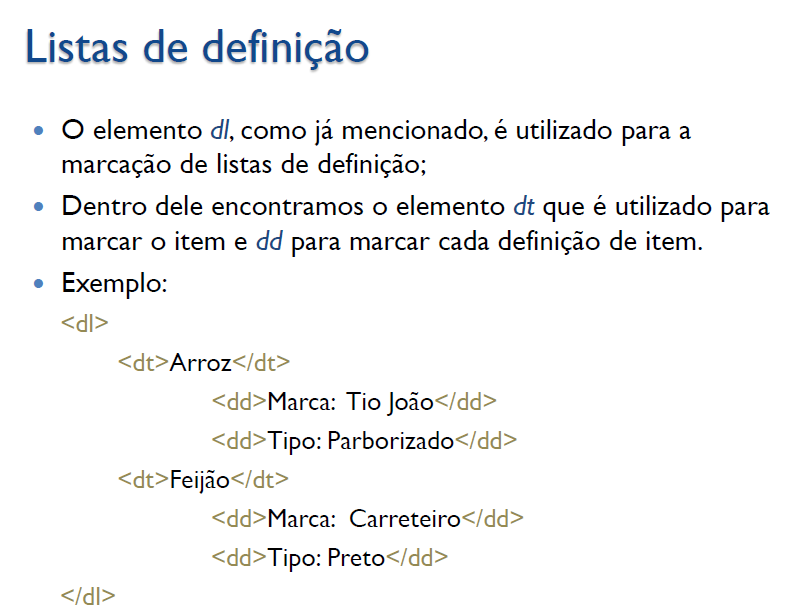 Listas de definição
• O elemento dl, como já mencionado, é utilizado para a
marcação de listas de definição;
• Dentro dele encontramos o elemento dt que é utilizado para
marcar o item e dd para marcar cada definição de item.
• Exemplo:
<dl>
<dt>Arroz</dt>
<dd>Marca: Tio João</dd>
<dd>Tipo: Parborizado</dd>
<dt>Feijão</dt>
<dd>Marca: Carreteiro</dd>
<dd>Tipo: Preto</dd>
</dl>